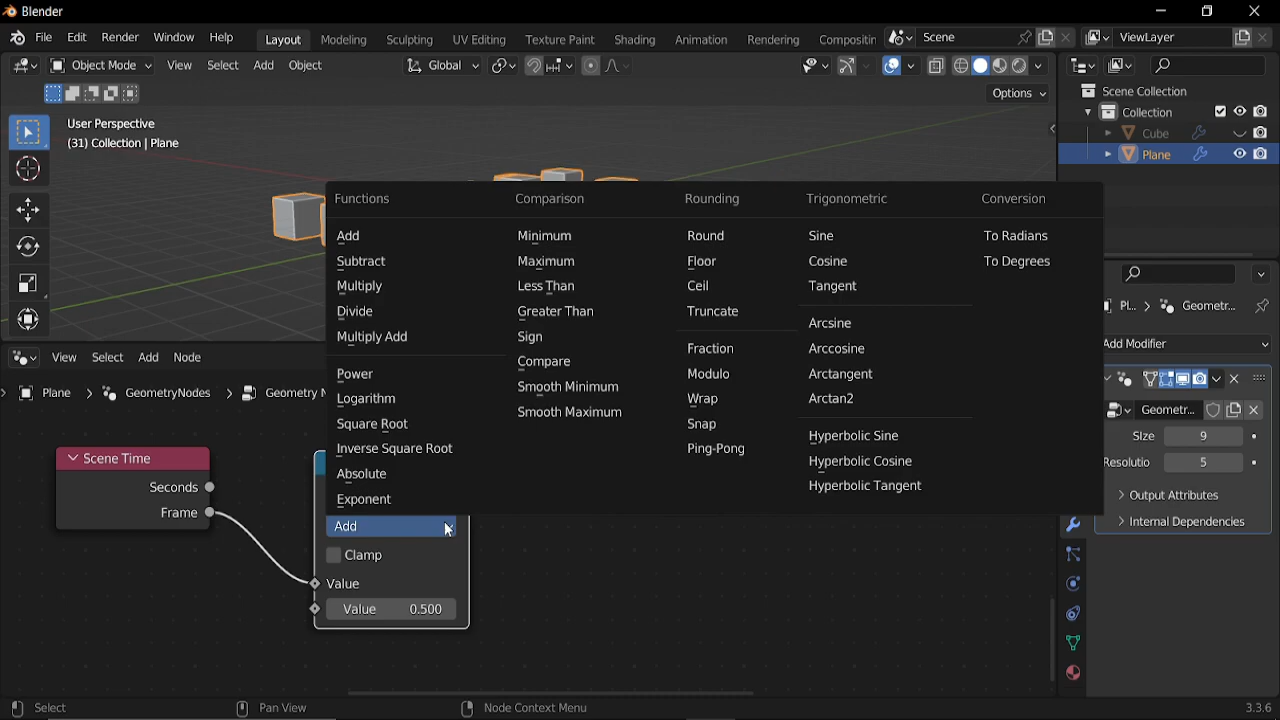 Blender
File Edit Render Window Help Layout Modeling Sculpting UV Editing Texture Paint Shading Animation Rendering Compositin Scene ViewLayer
Object Mode View Select Add Object Global
Options
User Perspective
(31) Collection | Plane
Scene Collection
Collection
Cube
Plane
Functions Comparison Rounding Trigonometric Conversion
Add Minimum Round Sine To Radians
Subtract Maximum Floor Cosine To Degrees
Multiply Less Than Ceil Tangent
Divide Greater Than Truncate
Multiply Add Sign Arcsine
Compare Fraction Arccosine
Power Smooth Minimum Modulo Arctangent
Logarithm Smooth Maximum Wrap Arctan2
Square Root Snap Hyperbolic Sine
Inverse Square Root Ping-Pong Hyperbolic Cosine
Absolute Hyperbolic Tangent
Exponent
Add
Clamp
Value
Value 0.500
View Select Add Node
Plane > GeometryNodes > Geometry N
Scene Time
Seconds
Frame
Pl... > Geometr...
Add Modifier
Geometr...
Size 9
Resolutio 5
Output Attributes
Internal Dependencies
Select Pan View Node Context Menu 3.3.6